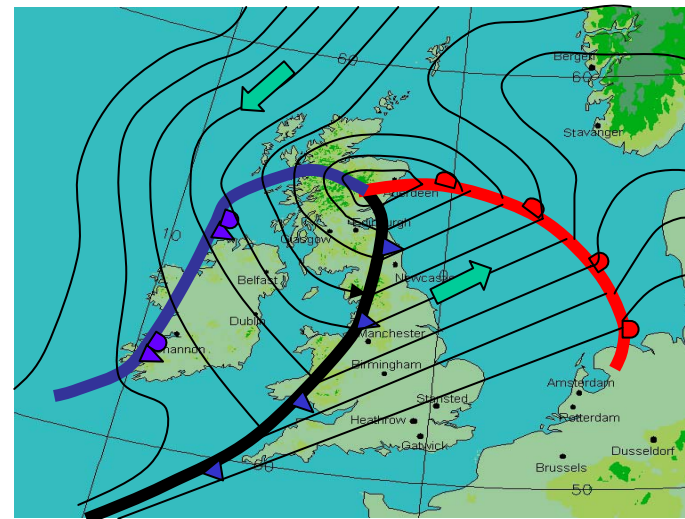 60
Bergen
60
Stavanger
Aberdeen
Edinburgh
Glasgow
10
Newcastle
0
Belfast
Dublin
Shannon
Manchester
Birmingham
Stansted
Heathrow
Gatwick
Amsterdam
Rotterdam
Dusseldorf
Brussels
50
50